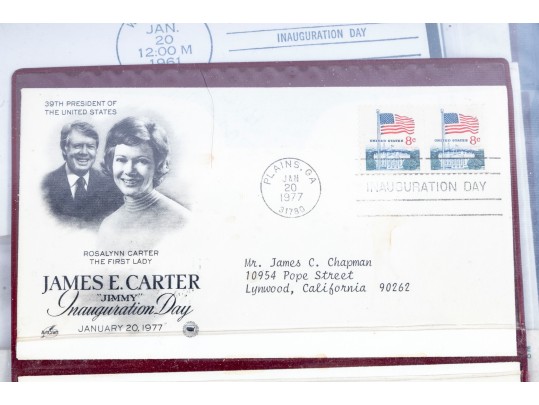 JAN.
20
12:00 M
1961
INAUGURATION DAY
39TH PRESIDENT OF
THE UNITED STATES
ROSALYNN CARTER
THE FIRST LADY
JAMES E. CARTER
"JIMMY"
Inauguration Day
JANUARY 20, 1977
PLAINS, GA
JAN
20
1977
31780
UNITED STATES 8c
UNITED STATES 8c
INAUGURATION DAY
Mr. James C. Chapman
10954 Pope Street
Lynwood, California 90262